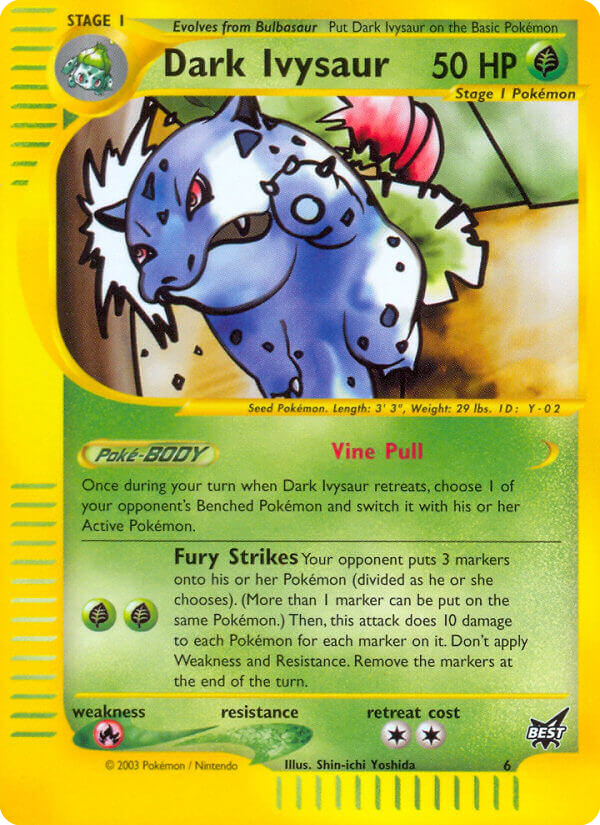 STAGE 1
Evolves from Bulbasaur Put Dark Ivysaur on the Basic Pokémon
Dark Ivysaur 50 HP
Stage 1 Pokémon
Seed Pokémon. Length: 3' 3", Weight: 29 lbs. ID: Y-02
Poké-BODY Vine Pull
Once during your turn when Dark Ivysaur retreats, choose 1 of
your opponent's Benched Pokémon and switch it with his or her
Active Pokémon.
Fury Strikes Your opponent puts 3 markers
onto his or her Pokémon (divided as he or she
chooses). (More than 1 marker can be put on the
same Pokémon.) Then, this attack does 10 damage
to each Pokémon for each marker on it. Don't apply
Weakness and Resistance. Remove the markers at
the end of the turn.
weakness resistance retreat cost
BEST
© 2003 Pokémon / Nintendo Illus. Shin-ichi Yoshida 6